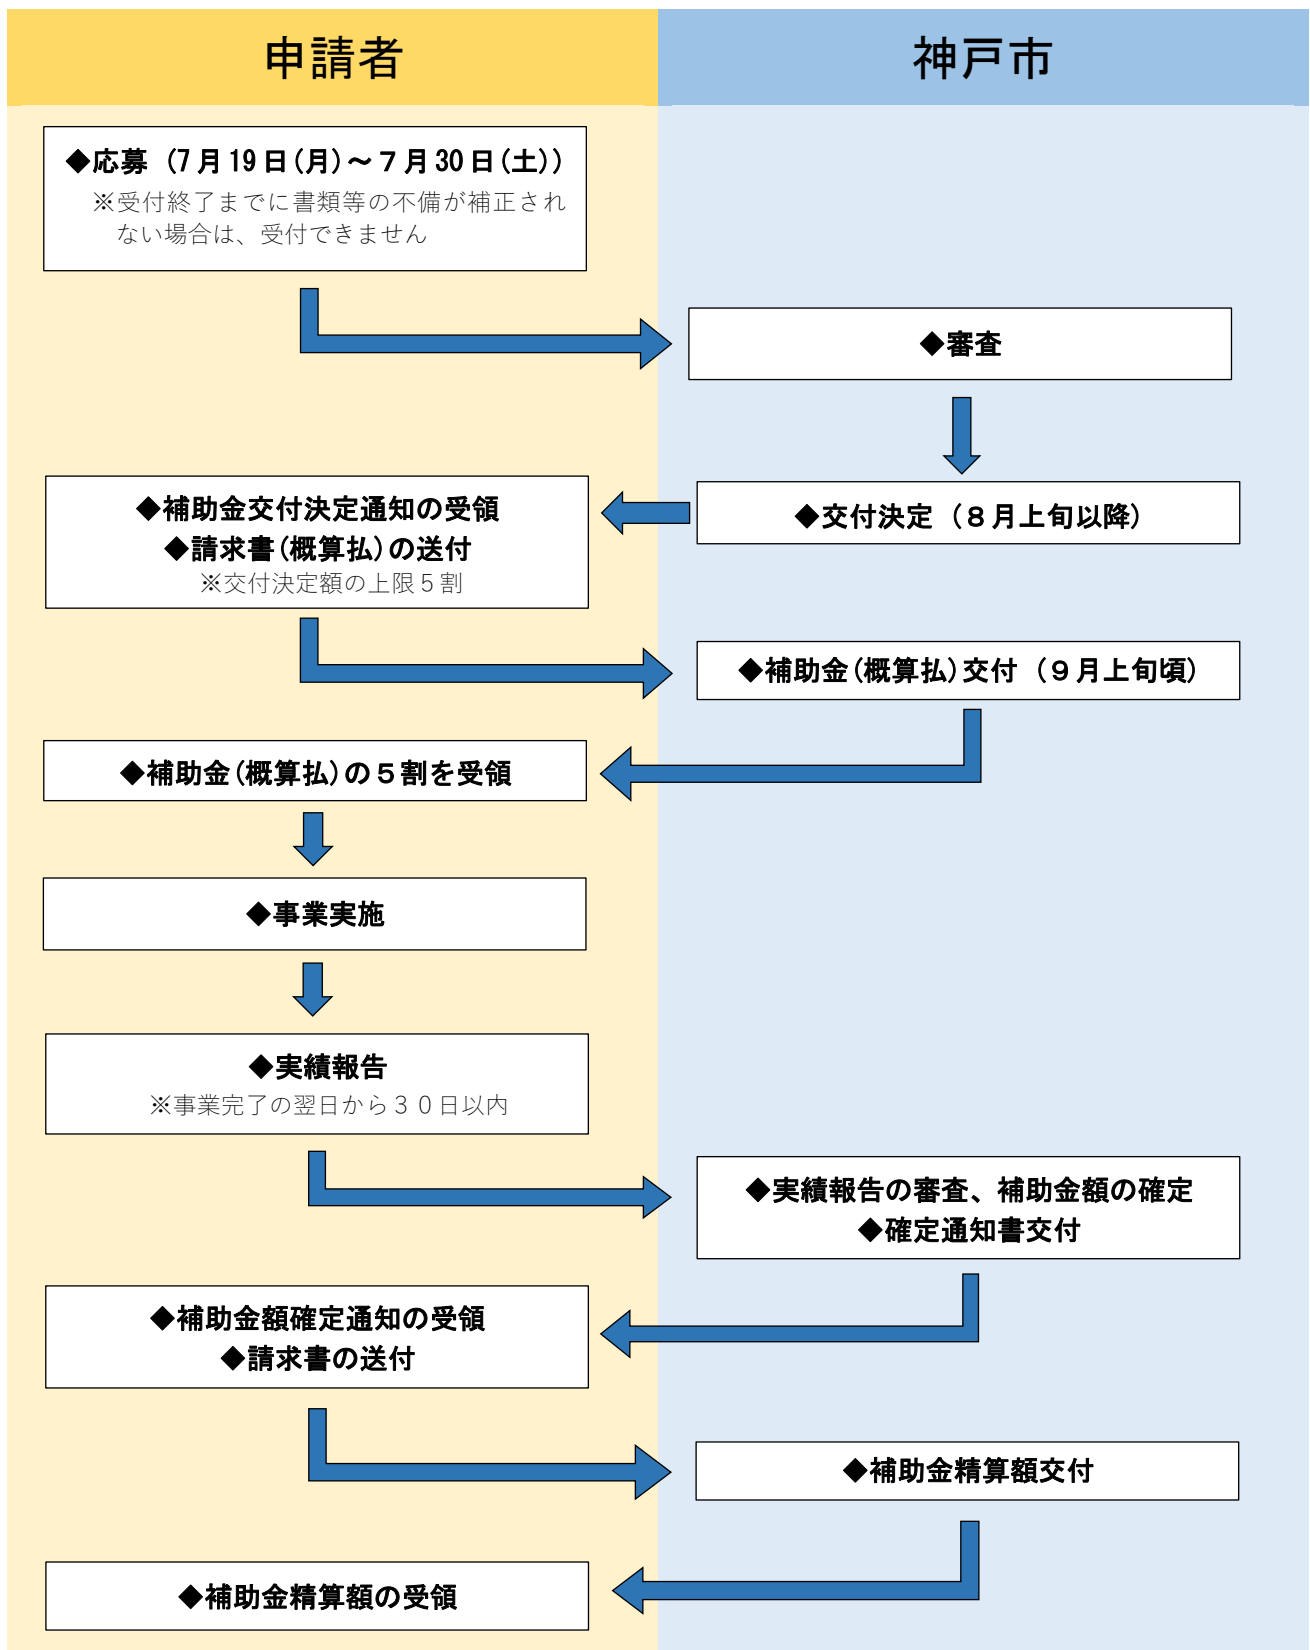 申請者
神戸市
◆応募（7月19日(月)～７月30日(土)）
※受付終了までに書類等の不備が補正され
ない場合は、受付できません
◆審査
◆交付決定（８月上旬以降）
◆補助金交付決定通知の受領
◆請求書(概算払)の送付
※交付決定額の上限５割
◆補助金(概算払)交付（９月上旬頃）
◆補助金(概算払)の５割を受領
◆事業実施
◆実績報告
※事業完了の翌日から３０日以内
◆実績報告の審査、補助金額の確定
◆確定通知書交付
◆補助金額確定通知の受領
◆請求書の送付
◆補助金精算額交付
◆補助金精算額の受領